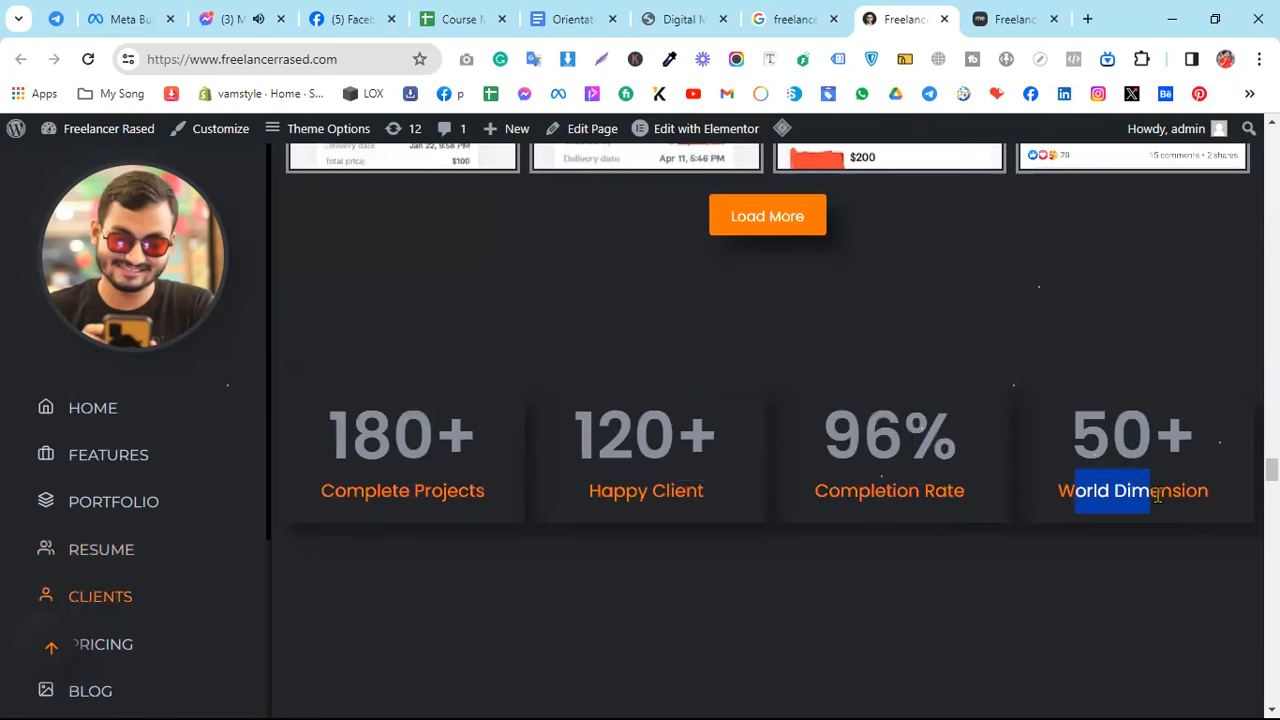 Meta Bu
(3) M
(5) Faceb
Course M
Orientat
Digital M
freelance
Freelanc
Freelanc
https://www.freelancerrased.com
Apps
My Song
vamstyle · Home · S...
LOX
p
Freelancer Rased
Customize
Theme Options
12
1
New
Edit Page
Edit with Elementor
Howdy, admin
Delivery date Jan 22, 9:58 PM
Total price: $100
Delivery date Apr 11, 5:46 PM
$200
28 15 comments • 2 shares
Load More
180+
Complete Projects
120+
Happy Client
96%
Completion Rate
50+
World Dimension
HOME
FEATURES
PORTFOLIO
RESUME
CLIENTS
PRICING
BLOG